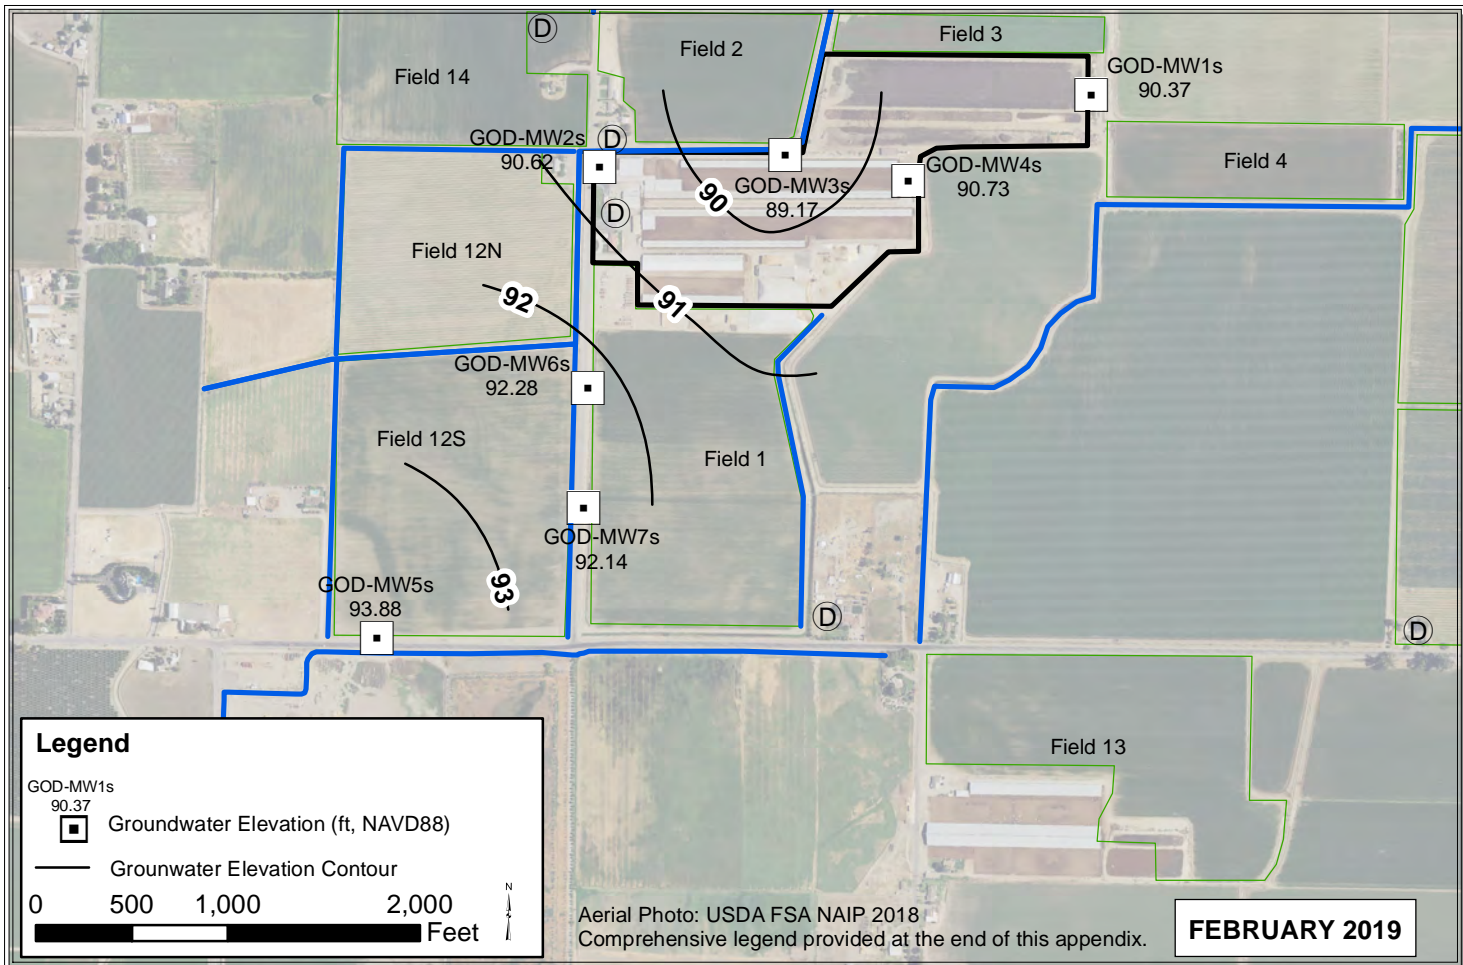 D
Field 2
Field 3
Field 14
GOD-MW1s
90.37
GOD-MW2s
90.62
D
GOD-MW4s
90.73
Field 4
GOD-MW3s
89.17
90
D
Field 12N
92
91
GOD-MW6s
92.28
Field 12S
Field 1
GOD-MW7s
92.14
93
GOD-MW5s
93.88
D
D
Field 13
Legend
GOD-MW1s
90.37
Groundwater Elevation (ft, NAVD88)
Grounwater Elevation Contour
N
0 500 1,000 2,000
Feet
Aerial Photo: USDA FSA NAIP 2018
Comprehensive legend provided at the end of this appendix.
FEBRUARY 2019